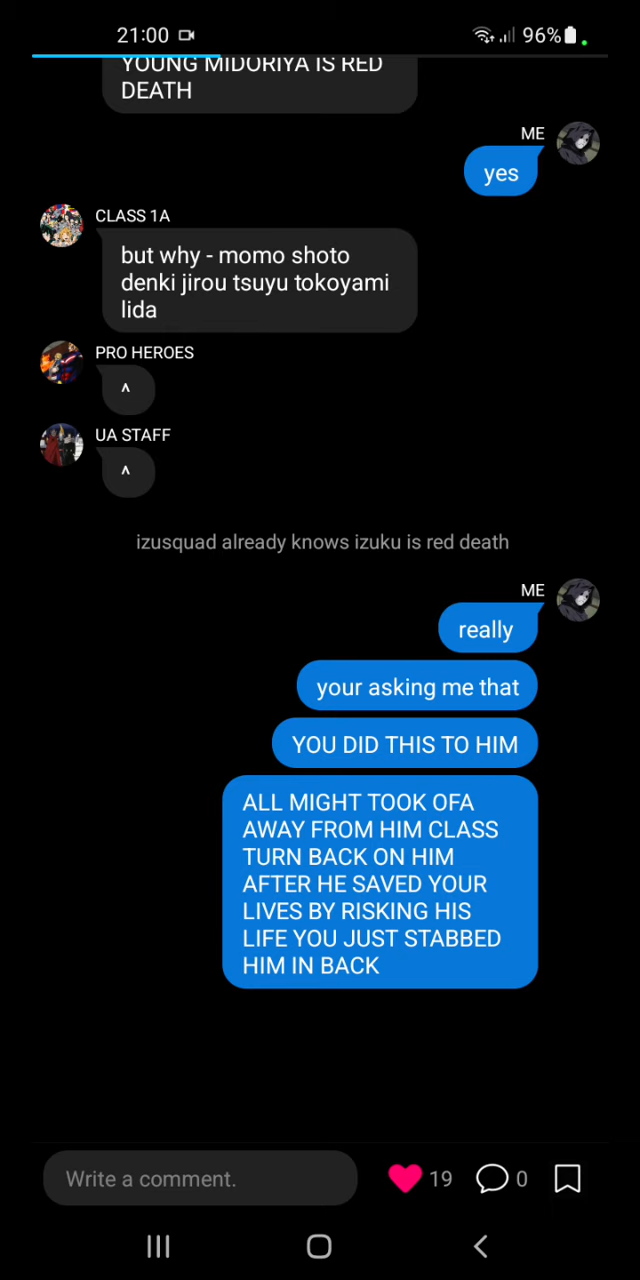 21:00
96%
YOUNG MIDORIYA IS RED
DEATH
ME
yes
CLASS 1A
but why - momo shoto
denki jirou tsuyu tokoyami
Iida
PRO HEROES
^
UA STAFF
^
izusquad already knows izuku is red death
ME
really
your asking me that
YOU DID THIS TO HIM
ALL MIGHT TOOK OFA
AWAY FROM HIM CLASS
TURN BACK ON HIM
AFTER HE SAVED YOUR
LIVES BY RISKING HIS
LIFE YOU JUST STABBED
HIM IN BACK
Write a comment.
19
0